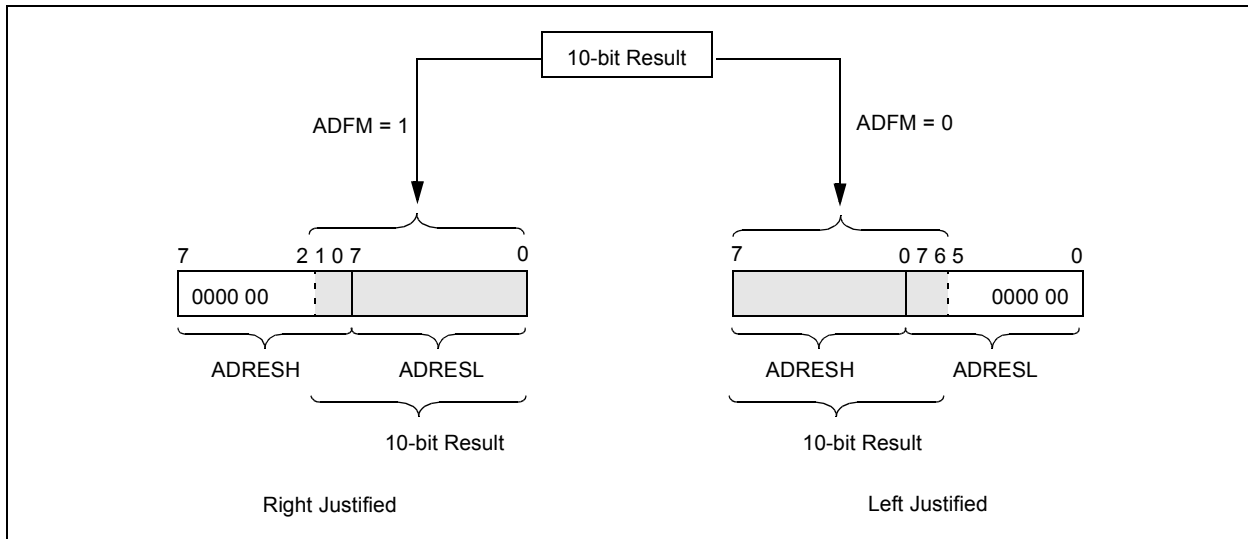 10-bit Result
ADFM = 1
ADFM = 0
7 2 1 0 7 0
7 0 7 6 5 0
0000 00
0000 00
ADRESH ADRESL
ADRESH ADRESL
10-bit Result
10-bit Result
Right Justified
Left Justified